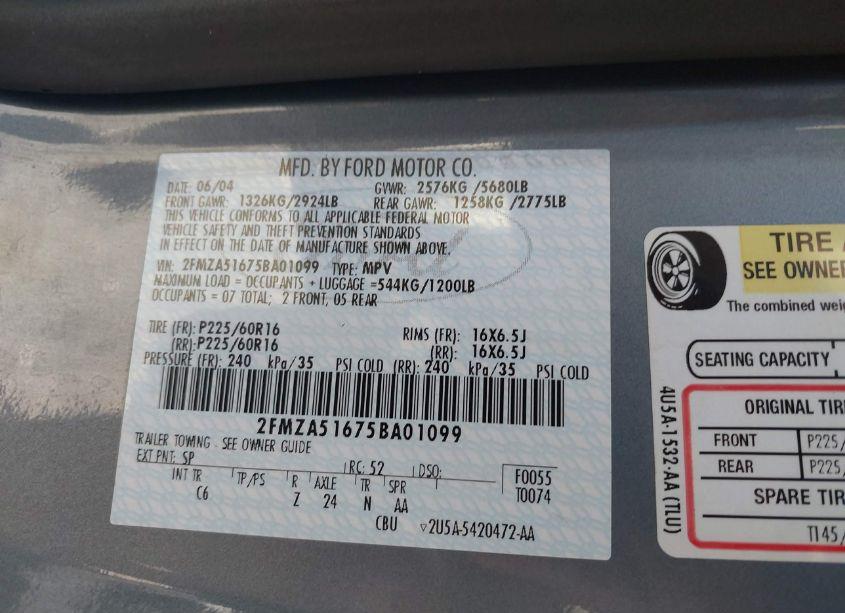 MFD. BY FORD MOTOR CO.
DATE: 06/04 GVWR: 2576KG /5680LB
FRONT GAWR: 1326KG/2924LB REAR GAWR: 1258KG /2775LB
THIS VEHICLE CONFORMS TO ALL APPLICABLE FEDERAL MOTOR
VEHICLE SAFETY AND THEFT PREVENTION STANDARDS
IN EFFECT ON THE DATE OF MANUFACTURE SHOWN ABOVE.
VIN: 2FMZA51675BA01099 TYPE: MPV
MAXIMUM LOAD = OCCUPANTS + LUGGAGE =544KG/1200LB
OCCUPANTS = 07 TOTAL; 2 FRONT, 05 REAR
TIRE (FR): P225/60R16 RIMS (FR): 16X6.5J
(RR): P225/60R16 (RR): 16X6.5J
PRESSURE (FR): 240 kPa/35 PSI COLD (RR): 240 kPa/35 PSI COLD
2FMZA51675BA01099
TRAILER TOWING - SEE OWNER GUIDE
EXT PNT: SP RC: 52 DSO: F0055
INT TR TP/PS R AXLE TR SPR T0074
C6 Z 24 N AA
CBU ▽2U5A-5420472-AA
TIRE A
SEE OWNER
The combined weig
SEATING CAPACITY
ORIGINAL TIR
FRONT P225/
REAR P225/
SPARE TIR
T145/
4U5A-1532-AA (TLU)